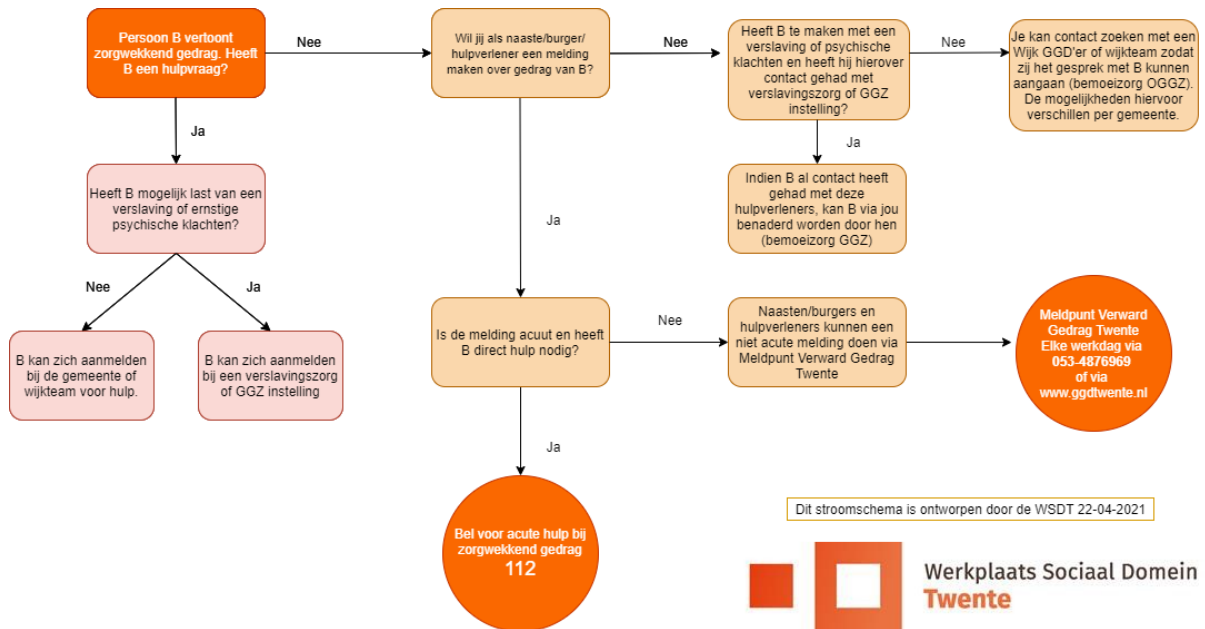 Persoon B vertoont
zorgwekkend gedrag. Heeft
B een hulpvraag?
Nee
Wil jij als naaste/burger/
hulpverlener een melding
maken over gedrag van B?
Nee
Heeft B te maken met een
verslaving of psychische
klachten en heeft hij hierover
contact gehad met
verslavingszorg of GGZ
instelling?
Nee
Je kan contact zoeken met een
Wijk GGD'er of wijkteam zodat
zij het gesprek met B kunnen
aangaan (bemoeizorg OGGZ).
De mogelijkheden hiervoor
verschillen per gemeente.
Ja
Ja
Heeft B mogelijk last van een
verslaving of ernstige
psychische klachten?
Indien B al contact heeft
gehad met deze
hulpverleners, kan B via jou
benaderd worden door hen
(bemoeizorg GGZ)
Ja
Nee
Ja
B kan zich aanmelden
bij de gemeente of
wijkteam voor hulp.
B kan zich aanmelden
bij een verslavingszorg
of GGZ instelling
Is de melding acuut en heeft
B direct hulp nodig?
Nee
Naasten/burgers en
hulpverleners kunnen een
niet acute melding doen via
Meldpunt Verward Gedrag
Twente
Meldpunt Verward
Gedrag Twente
Elke werkdag via
053-4876969
of via
www.ggdtwente.nl
Ja
Bel voor acute hulp bij
zorgwekkend gedrag
112
Dit stroomschema is ontworpen door de WSDT 22-04-2021
Werkplaats Sociaal Domein
Twente